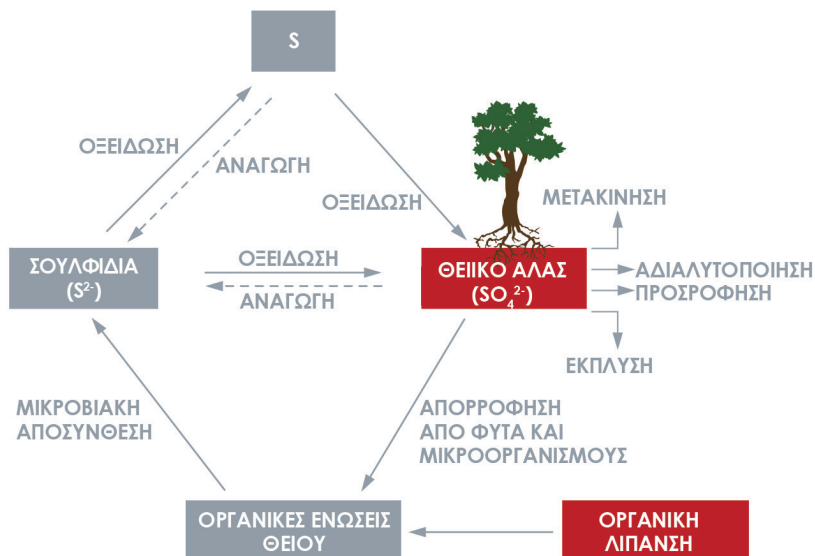 S
ΟΞΕΙΔΩΣΗ
ΑΝΑΓΩΓΗ
ΟΞΕΙΔΩΣΗ
ΜΕΤΑΚΙΝΗΣΗ
ΣΟΥΛΦΙΔΙΑ
(S²⁻)
ΟΞΕΙΔΩΣΗ
ΑΝΑΓΩΓΗ
ΘΕΙΙΚΟ ΑΛΑΣ
(SO₄²⁻)
ΑΔΙΑΛΥΤΟΠΟΙΗΣΗ
ΠΡΟΣΡΟΦΗΣΗ
ΕΚΠΛΥΣΗ
ΜΙΚΡΟΒΙΑΚΗ
ΑΠΟΣΥΝΘΕΣΗ
ΑΠΟΡΡΟΦΗΣΗ
ΑΠΟ ΦΥΤΑ ΚΑΙ
ΜΙΚΡΟΟΡΓΑΝΙΣΜΟΥΣ
ΟΡΓΑΝΙΚΕΣ ΕΝΩΣΕΙΣ
ΘΕΙΟΥ
ΟΡΓΑΝΙΚΗ
ΛΙΠΑΝΣΗ